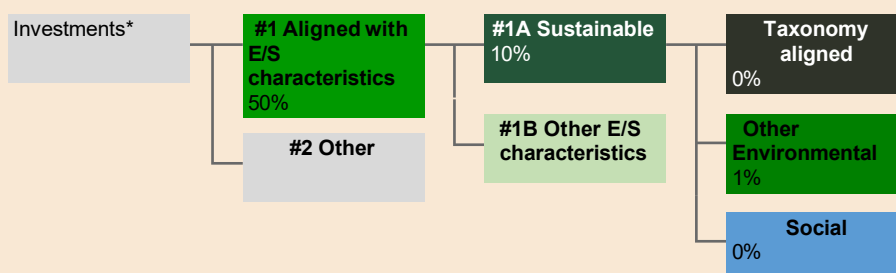 Investments*
#1 Aligned with
E/S
characteristics
50%
#2 Other
#1A Sustainable
10%
#1B Other E/S
characteristics
Taxonomy
aligned
0%
Other
Environmental
1%
Social
0%